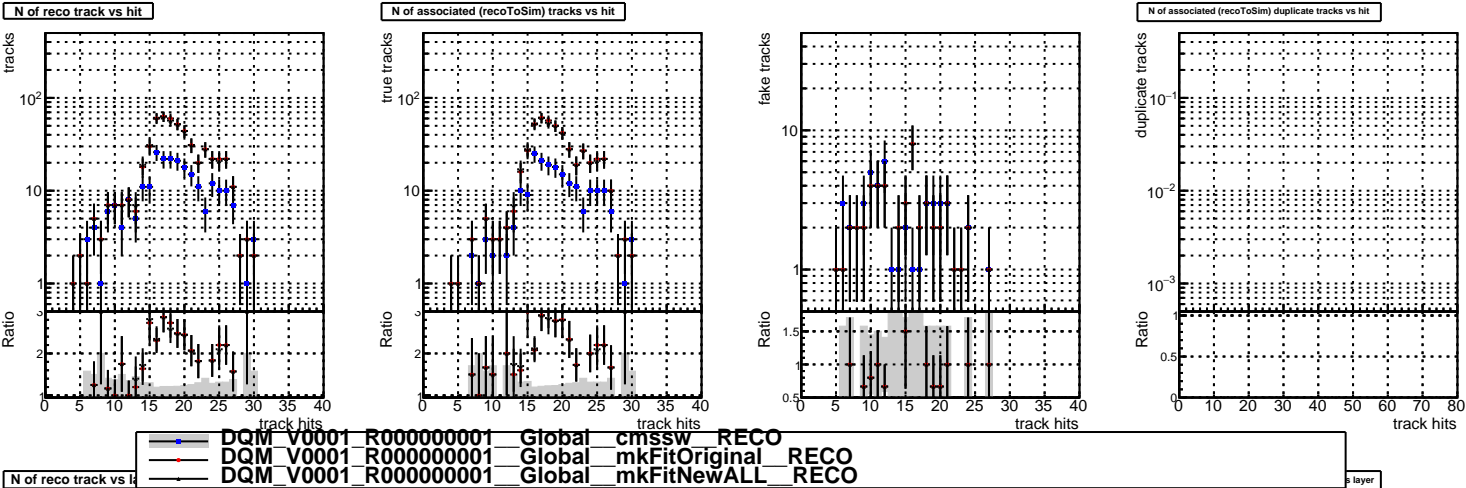 N of reco track vs hit
N of associated (recoToSim) tracks vs hit
N of associated (recoToSim) duplicate tracks vs hit
tracks
10²
10
1
Ratio
3
2
1
0 5 10 15 20 25 30 35 40
track hits
true tracks
10²
10
1
Ratio
2
1
0 5 10 15 20 25 30 35 40
track hits
fake tracks
10
1
Ratio
1.5
1
0.5
0 5 10 15 20 25 30 35 40
track hits
duplicate tracks
10⁻¹
10⁻²
10⁻³
Ratio
1
0.5
0
0 10 20 30 40 50 60 70 80
track hits
DQM_V0001_R000000001__Global__cmssw__RECO
DQM_V0001_R000000001__Global__mkFitOriginal__RECO
DQM_V0001_R000000001__Global__mkFitNewALL__RECO
N of reco track vs
layer